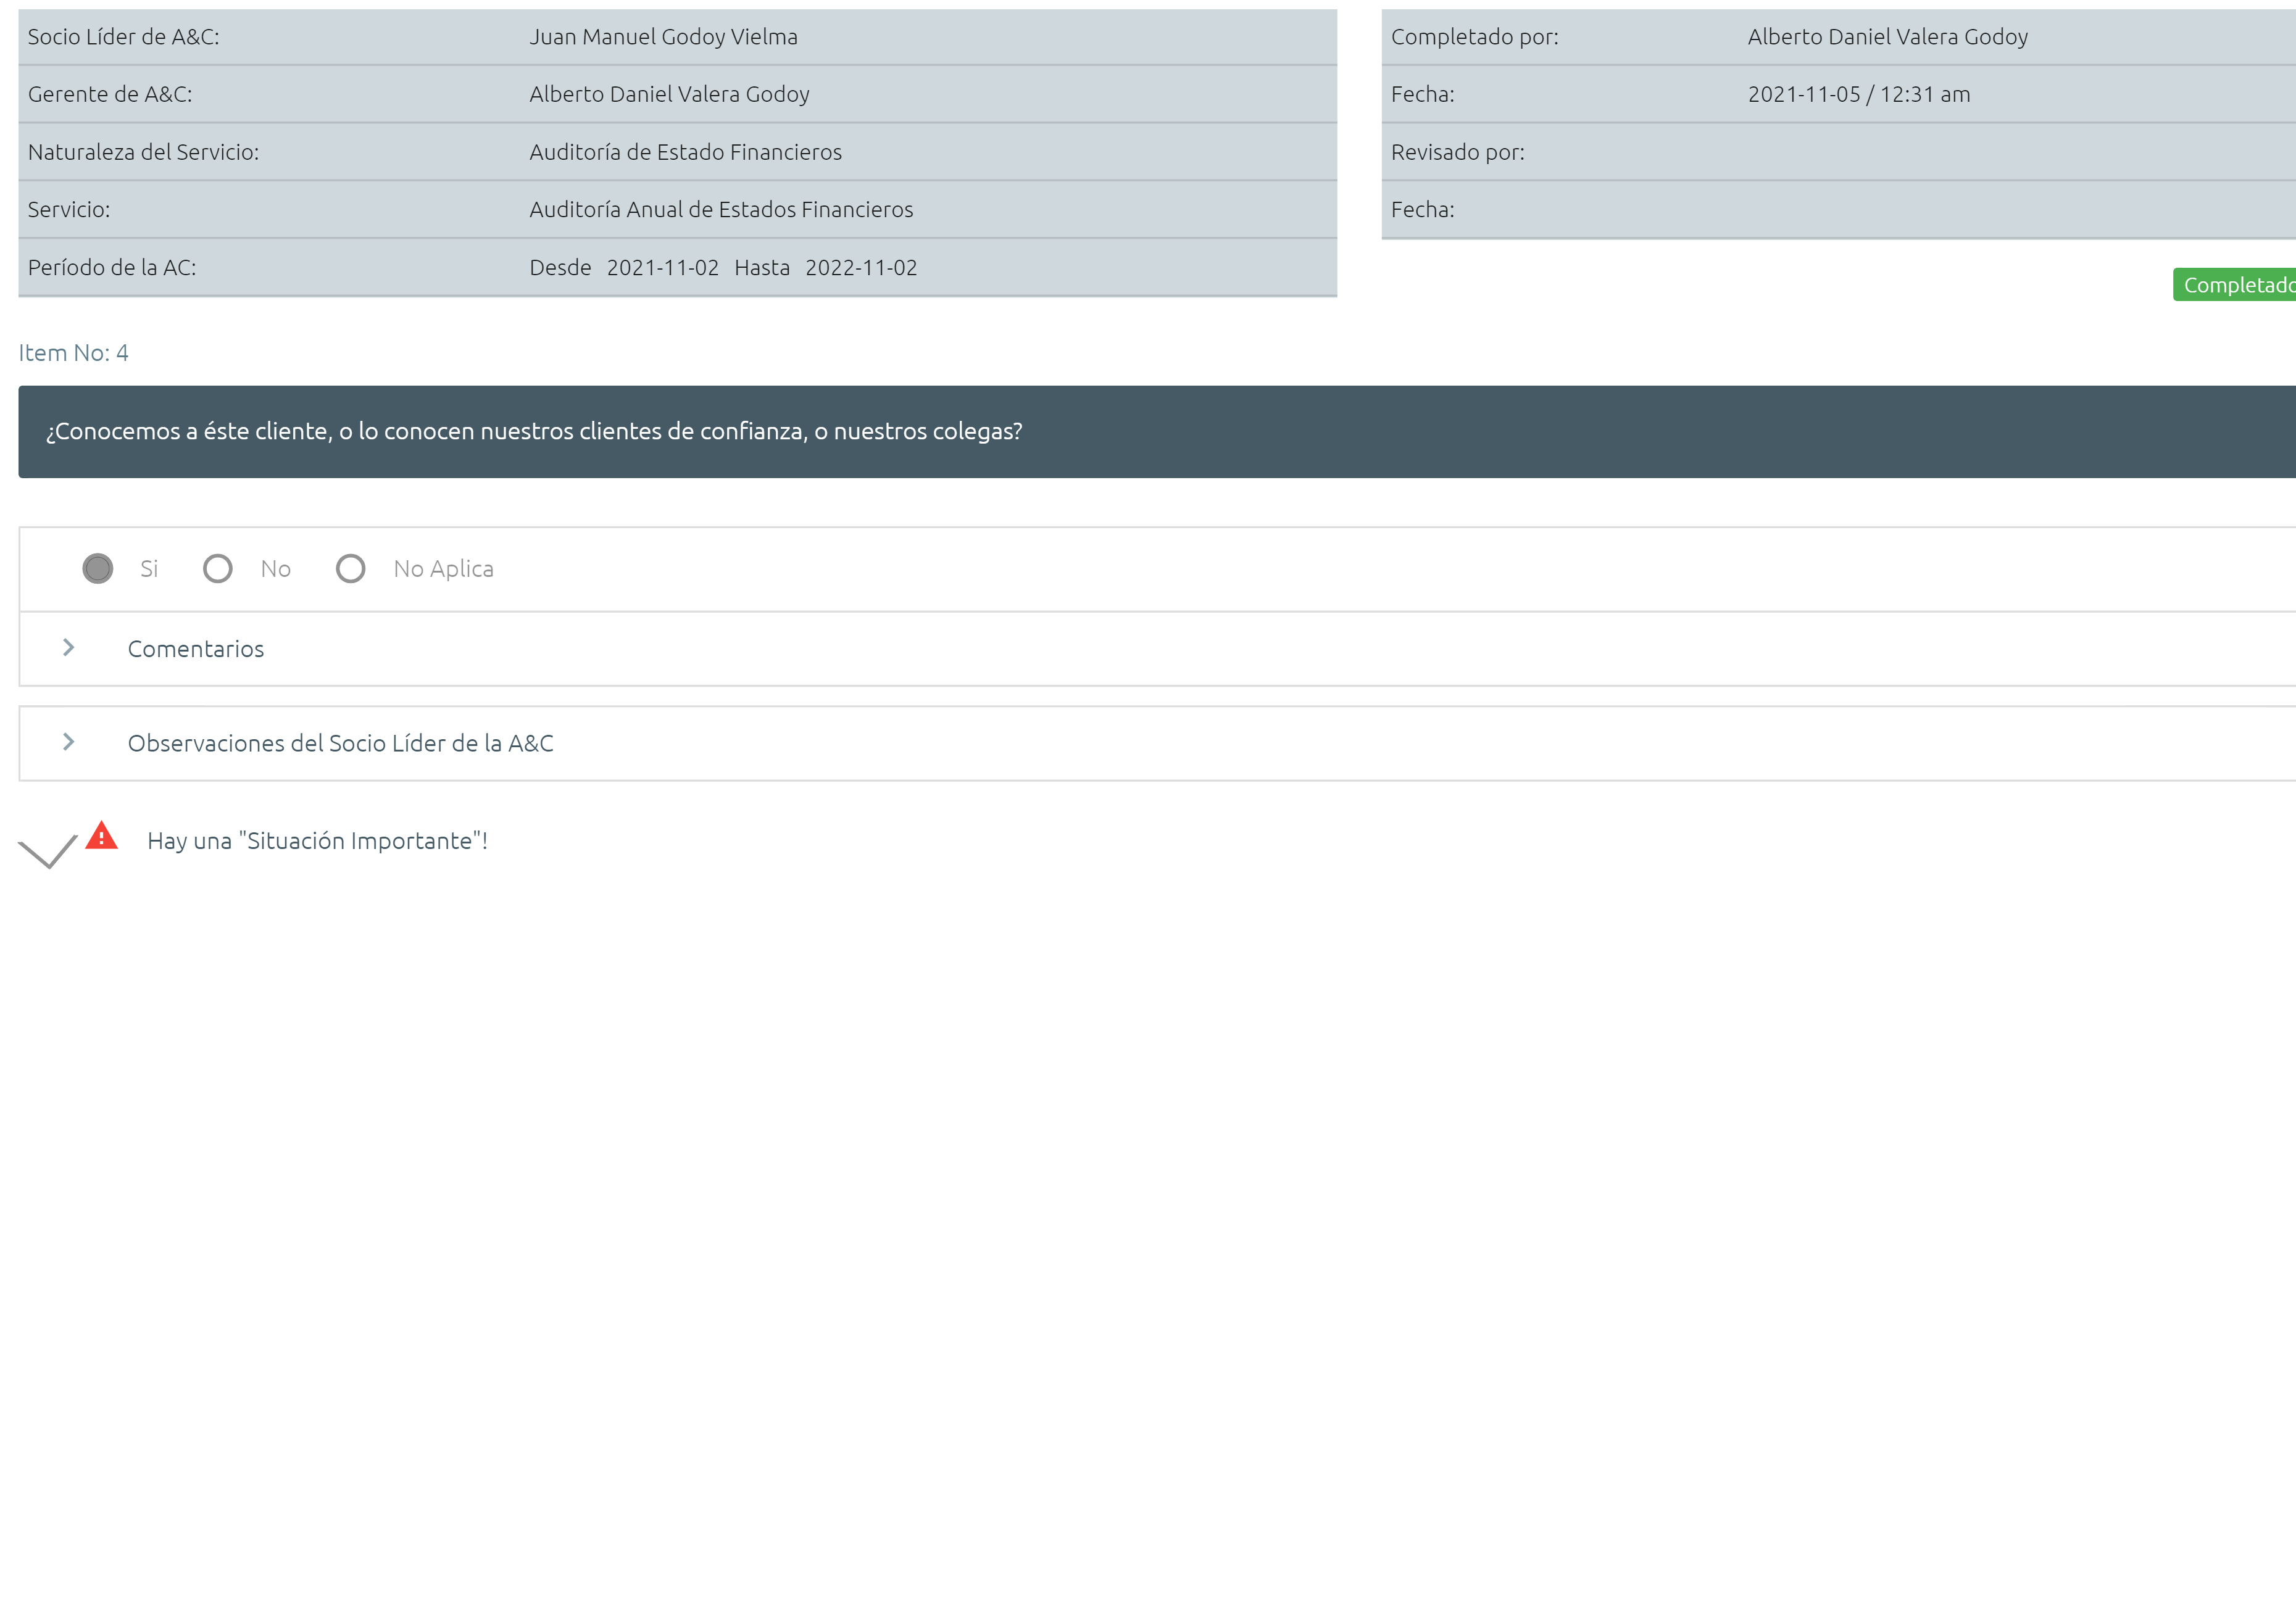 Socio Líder de A&C: Juan Manuel Godoy Vielma
Gerente de A&C: Alberto Daniel Valera Godoy
Naturaleza del Servicio: Auditoría de Estado Financieros
Servicio: Auditoría Anual de Estados Financieros
Período de la AC: Desde 2021-11-02 Hasta 2022-11-02
Completado por: Alberto Daniel Valera Godoy
Fecha: 2021-11-05 / 12:31 am
Revisado por:
Fecha:
Completado
Item No: 4
¿Conocemos a éste cliente, o lo conocen nuestros clientes de confianza, o nuestros colegas?
Si No No Aplica
Comentarios
Observaciones del Socio Líder de la A&C
Hay una "Situación Importante"!